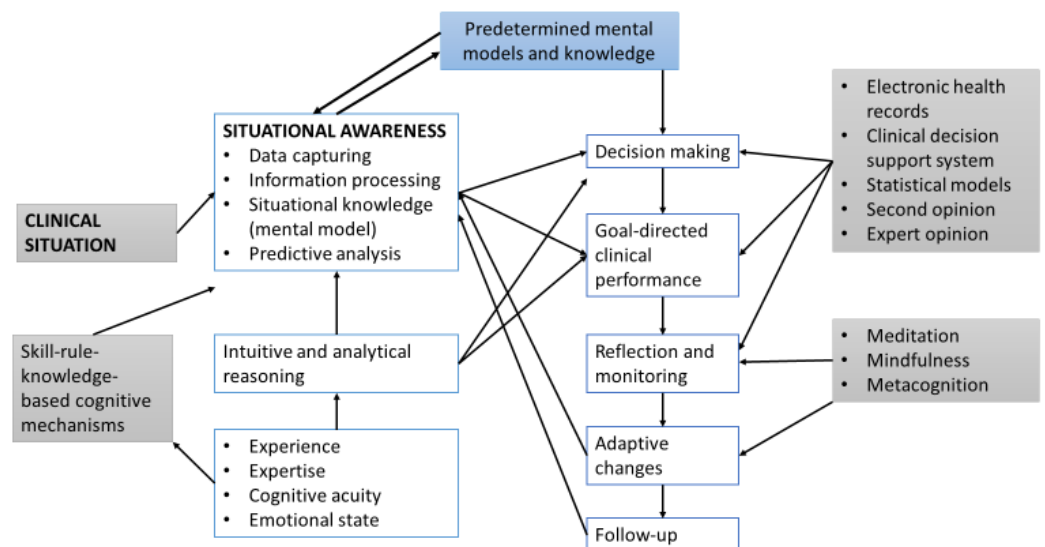 Predetermined mental
models and knowledge
SITUATIONAL AWARENESS
• Data capturing
• Information processing
• Situational knowledge
(mental model)
• Predictive analysis
CLINICAL
SITUATION
Skill-rule-
knowledge-
based cognitive
mechanisms
Intuitive and analytical
reasoning
• Experience
• Expertise
• Cognitive acuity
• Emotional state
Decision making
Goal-directed
clinical
performance
Reflection and
monitoring
Adaptive
changes
Follow-up
• Electronic health
records
• Clinical decision
support system
• Statistical models
• Second opinion
• Expert opinion
• Meditation
• Mindfulness
• Metacognition